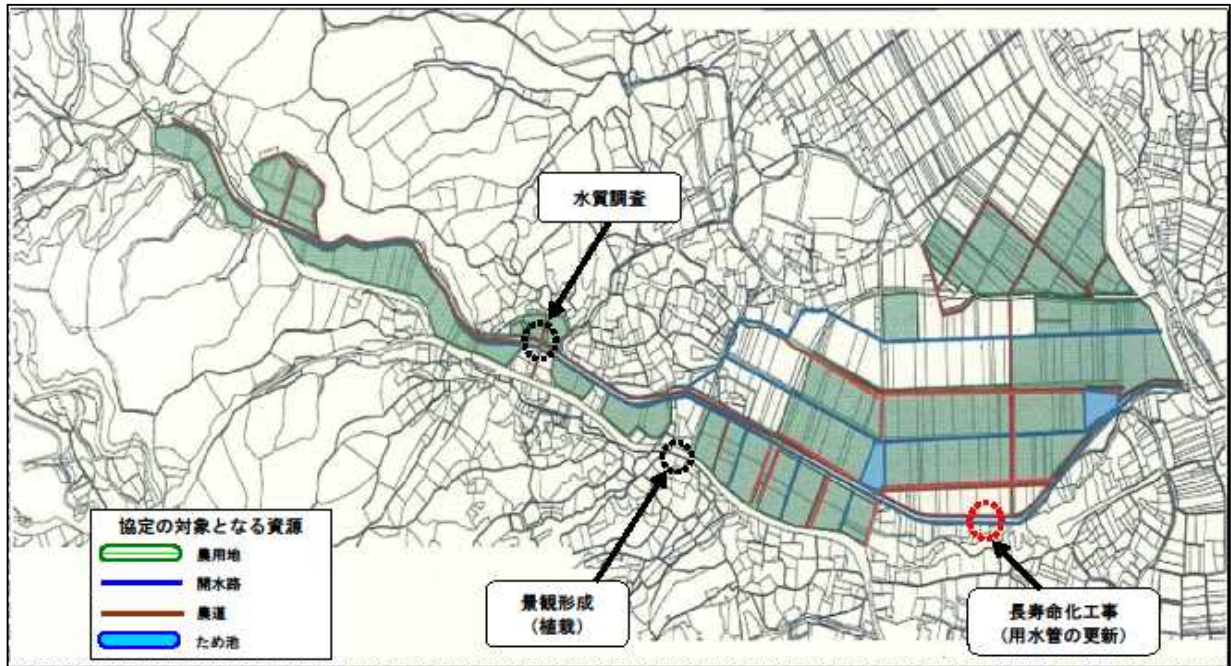 水質調査
協定の対象となる資源
農用地
開水路
農道
ため池
景観形成
(植栽)
長寿命化工事
(用水管の更新)